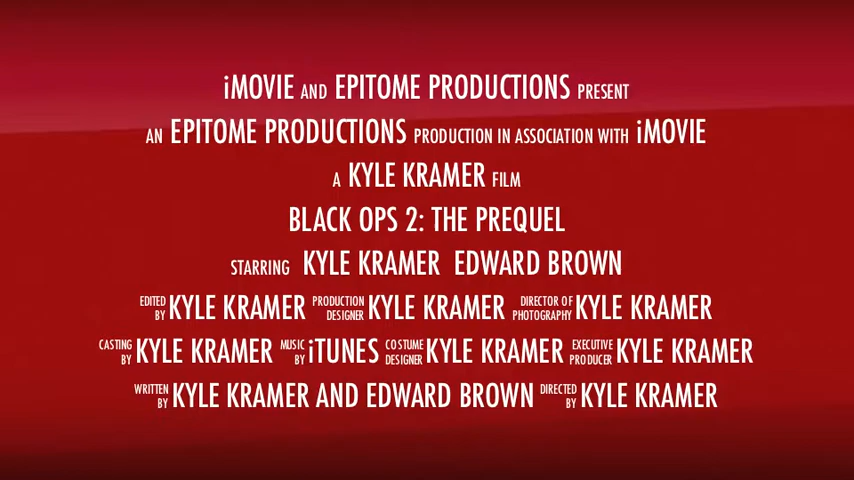 iMOVIE AND EPITOME PRODUCTIONS PRESENT
AN EPITOME PRODUCTIONS PRODUCTION IN ASSOCIATION WITH iMOVIE
A KYLE KRAMER FILM
BLACK OPS 2: THE PREQUEL
STARRING KYLE KRAMER EDWARD BROWN
EDITED BY KYLE KRAMER PRODUCTION DESIGNER KYLE KRAMER DIRECTOR OF PHOTOGRAPHY KYLE KRAMER
CASTING BY KYLE KRAMER MUSIC BY iTUNES COSTUME DESIGNER KYLE KRAMER EXECUTIVE PRODUCER KYLE KRAMER
WRITTEN BY KYLE KRAMER AND EDWARD BROWN DIRECTED BY KYLE KRAMER